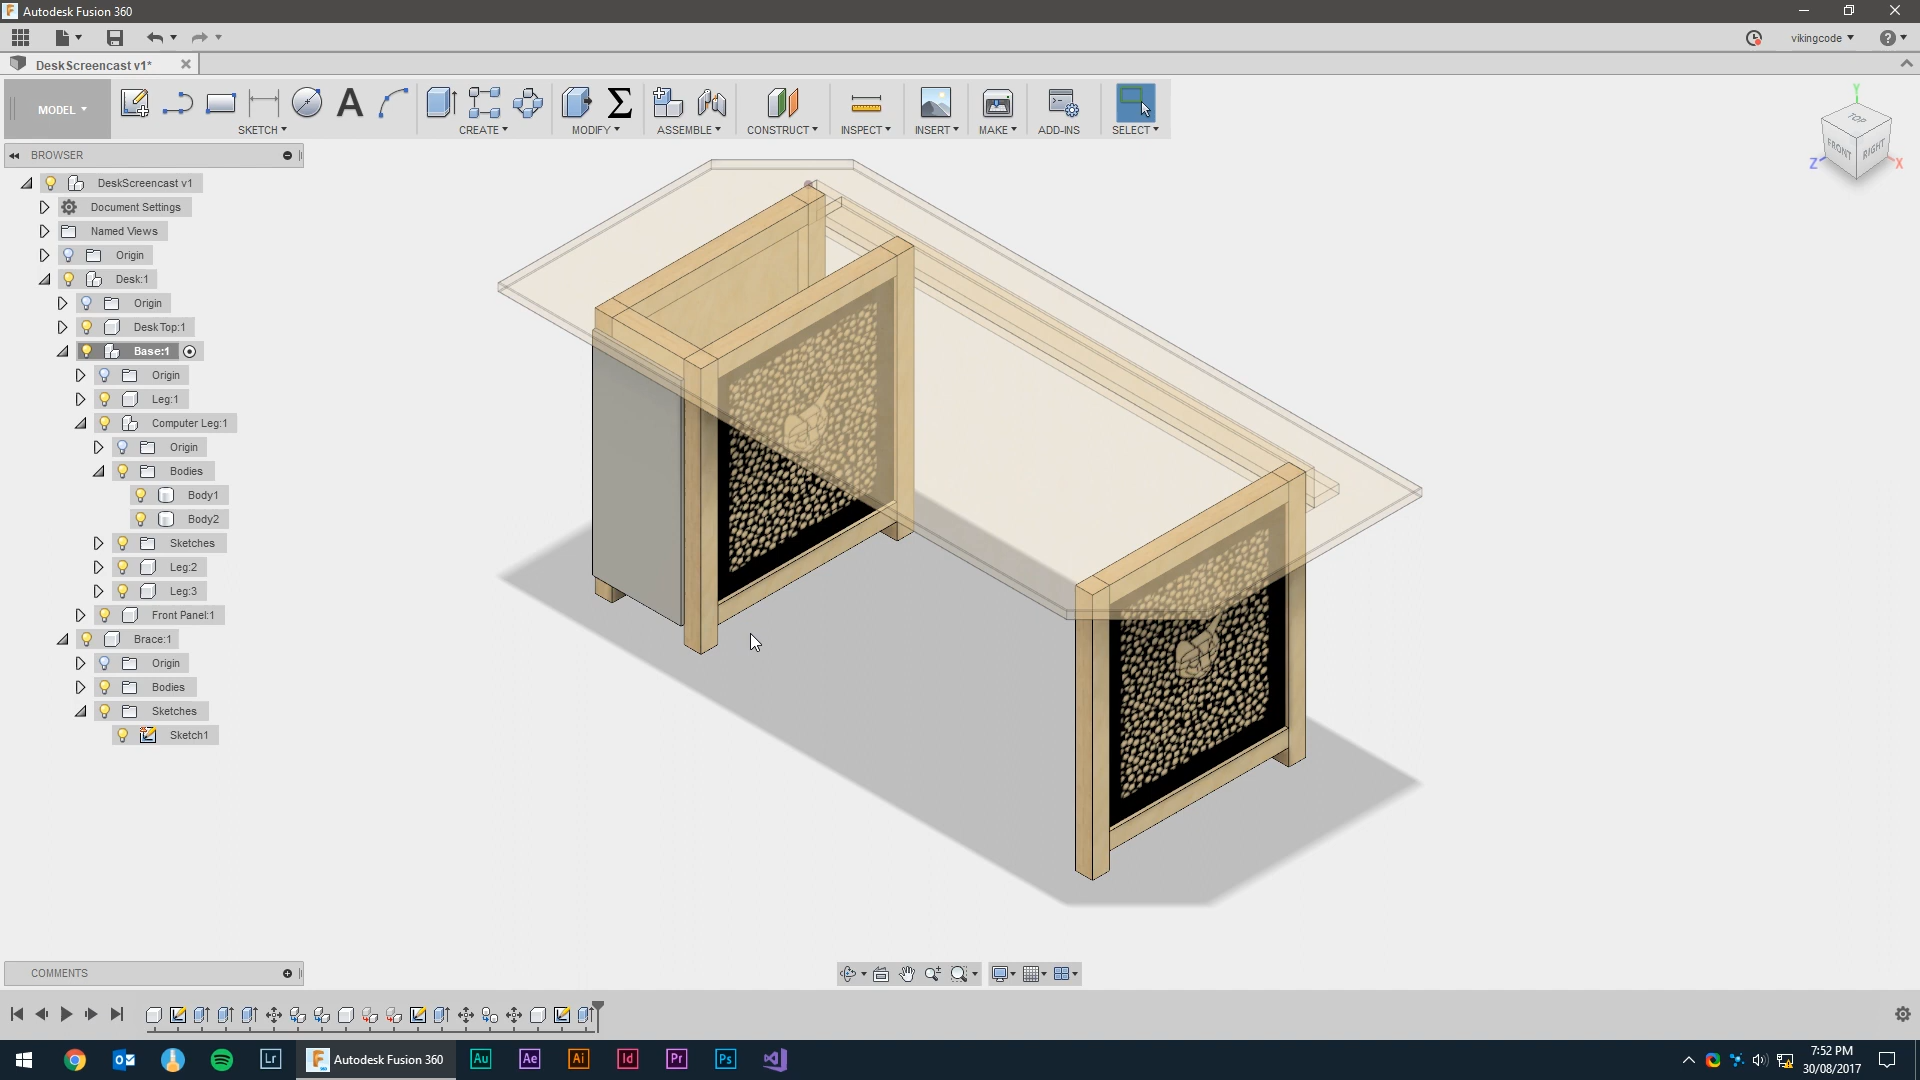 F Autodesk Fusion 360
vikingcode
DeskScreencast v1*
MODEL
SKETCH
CREATE
MODIFY
ASSEMBLE
CONSTRUCT
INSPECT
INSERT
MAKE
ADD-INS
SELECT
Y
TOP
FRONT
RIGHT
Z
X
BROWSER
DeskScreencast v1
Document Settings
Named Views
Origin
Desk:1
Origin
DeskTop:1
Base:1
Origin
Leg:1
Computer Leg:1
Origin
Bodies
Body1
Body2
Sketches
Leg:2
Leg:3
Front Panel:1
Brace:1
Origin
Bodies
Sketches
Sketch1
COMMENTS
Lr
F 360 Autodesk Fusion 360
Au
Ae
Ai
Id
Pr
Ps
7:52 PM
30/08/2017